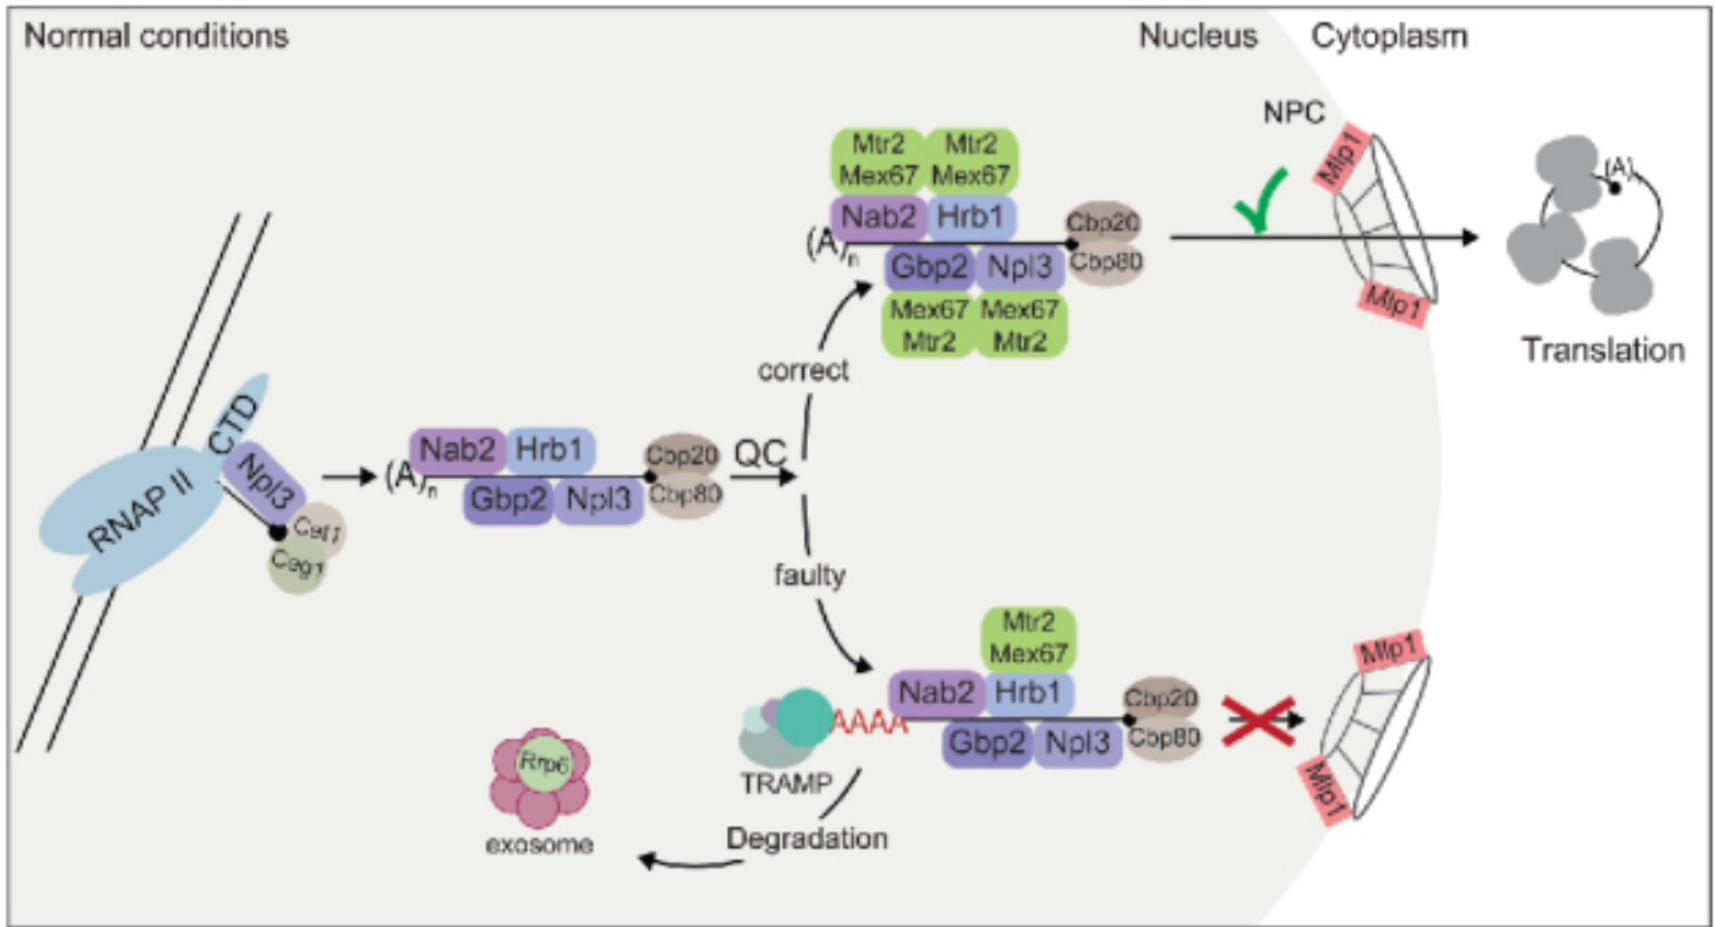 Normal conditions
Nucleus
Cytoplasm
NPC
Mlp1
Mlp1
(A)
Translation
Mtr2
Mtr2
Mex67
Mex67
Nab2
Hrb1
Cbp20
(A)n
Gbp2
Npl3
Cbp80
Mex67
Mex67
Mtr2
Mtr2
correct
CTD
RNAP II
Npl3
Cet1
Ceg1
Nab2
Hrb1
Cbp20
(A)n
Gbp2
Npl3
Cbp80
QC
faulty
Mtr2
Mex67
Nab2
Hrb1
Cbp20
AAAA
Gbp2
Npl3
Cbp80
TRAMP
Mlp1
Mlp1
Rrp6
exosome
Degradation